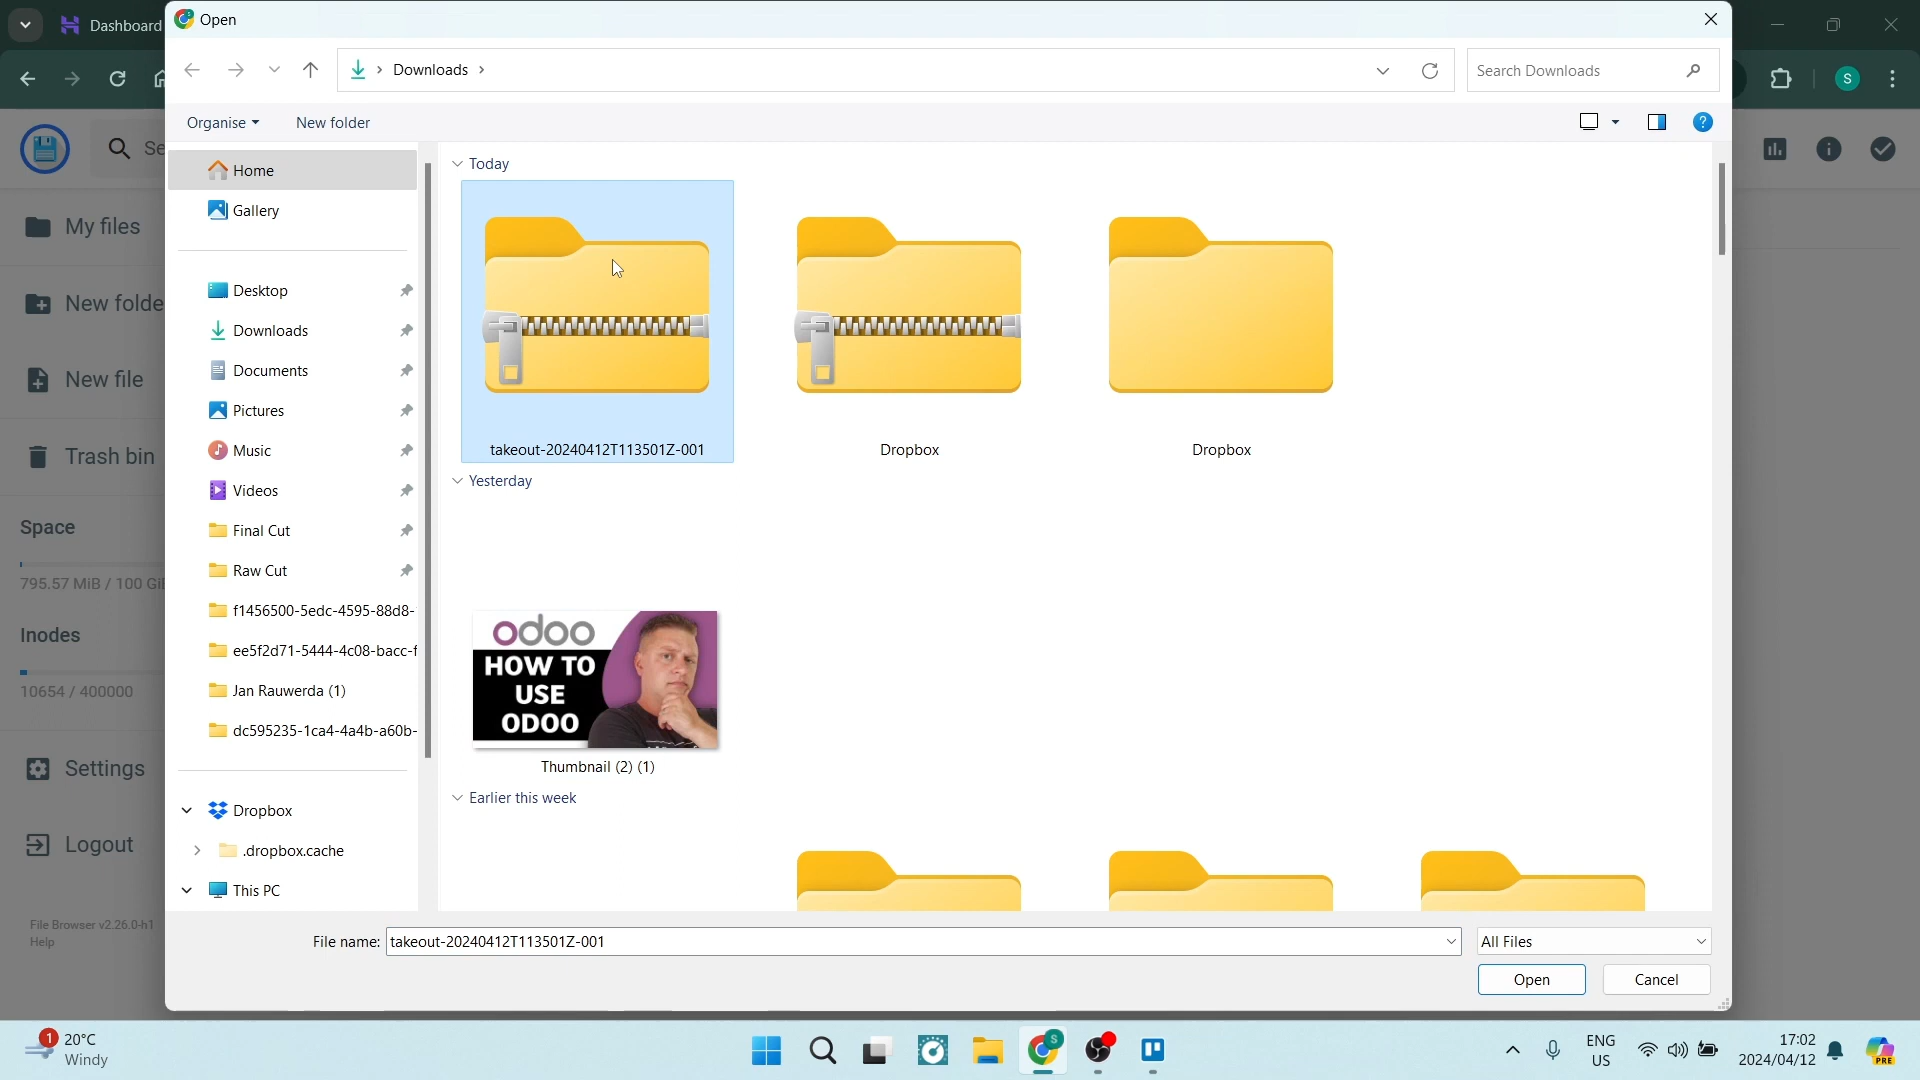 Dashboard
Open
Downloads
Search Downloads
Organise
New folder
Se
Home
Gallery
Desktop
Downloads
Documents
Pictures
Music
Videos
Final Cut
Raw Cut
f1456500-5edc-4595-88d8-
ee5f2d71-5444-4c08-bacc-f
Jan Rauwerda (1)
dc595235-1ca4-4a4b-a60b-
Dropbox
.dropbox.cache
This PC
Today
takeout-20240412T113501Z-001
Dropbox
Dropbox
Yesterday
odoo
HOW TO
USE
ODOO
Thumbnail (2) (1)
Earlier this week
File name:
takeout-20240412T113501Z-001
All Files
Open
Cancel
S
My files
New folde
New file
Trash bin
Space
795.57 MiB / 100 Gi
Inodes
10654 / 400000
Settings
Logout
File Browser v2.26.0-h1
Help
1
20°C
Windy
S
ENG
US
17:02
2024/04/12
PRE